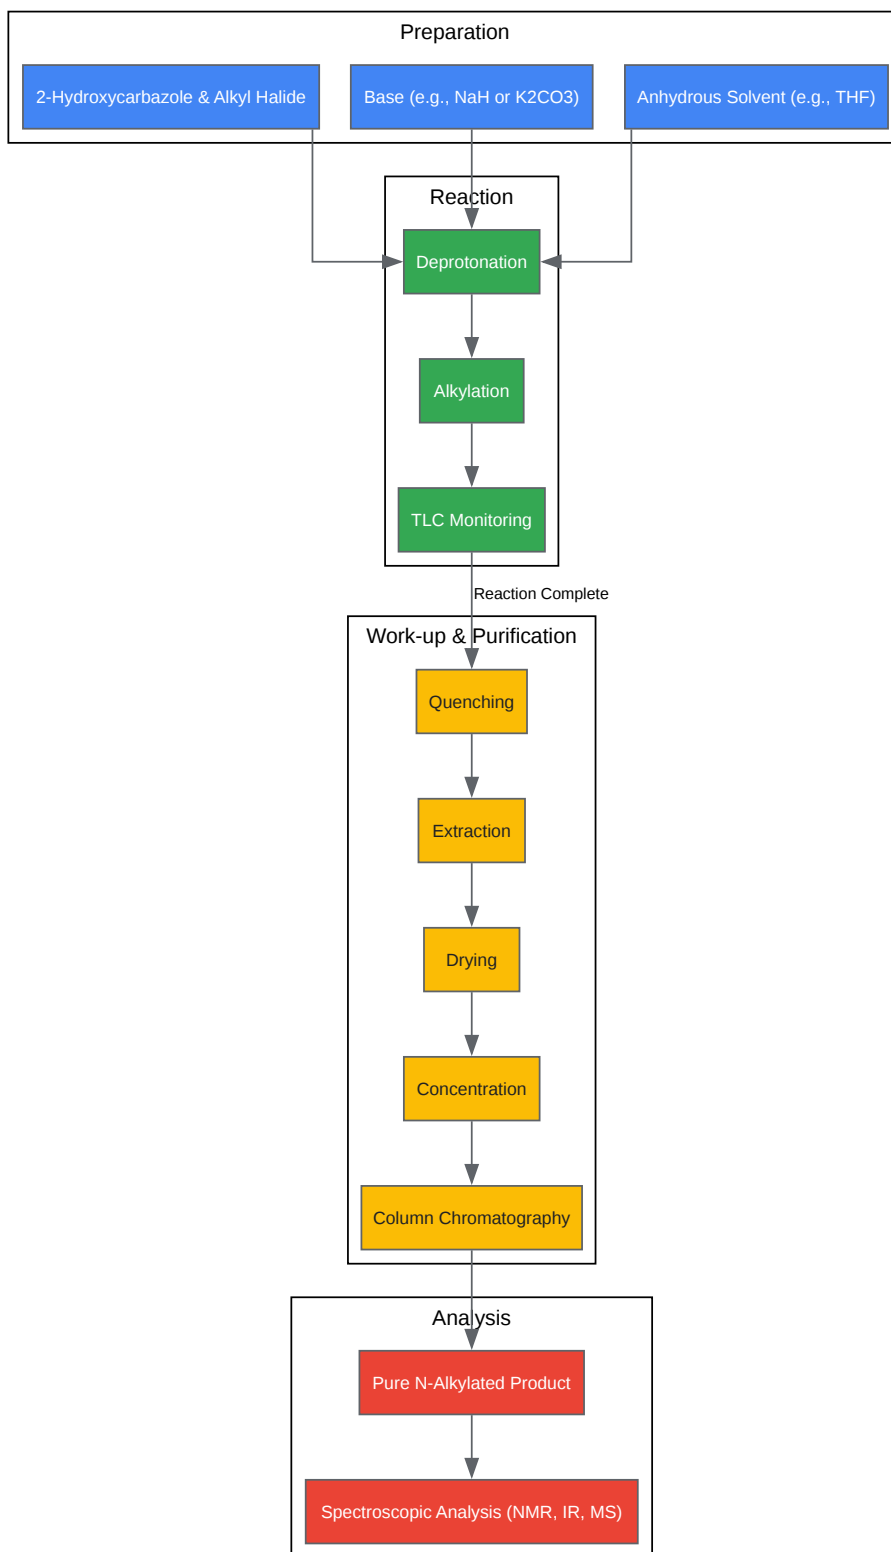 Preparation
2-Hydroxycarbazole & Alkyl Halide
Base (e.g., NaH or K2CO3)
Anhydrous Solvent (e.g., THF)
Reaction
Deprotonation
Alkylation
TLC Monitoring
Reaction Complete
Work-up & Purification
Quenching
Extraction
Drying
Concentration
Column Chromatography
Analysis
Pure N-Alkylated Product
Spectroscopic Analysis (NMR, IR, MS)